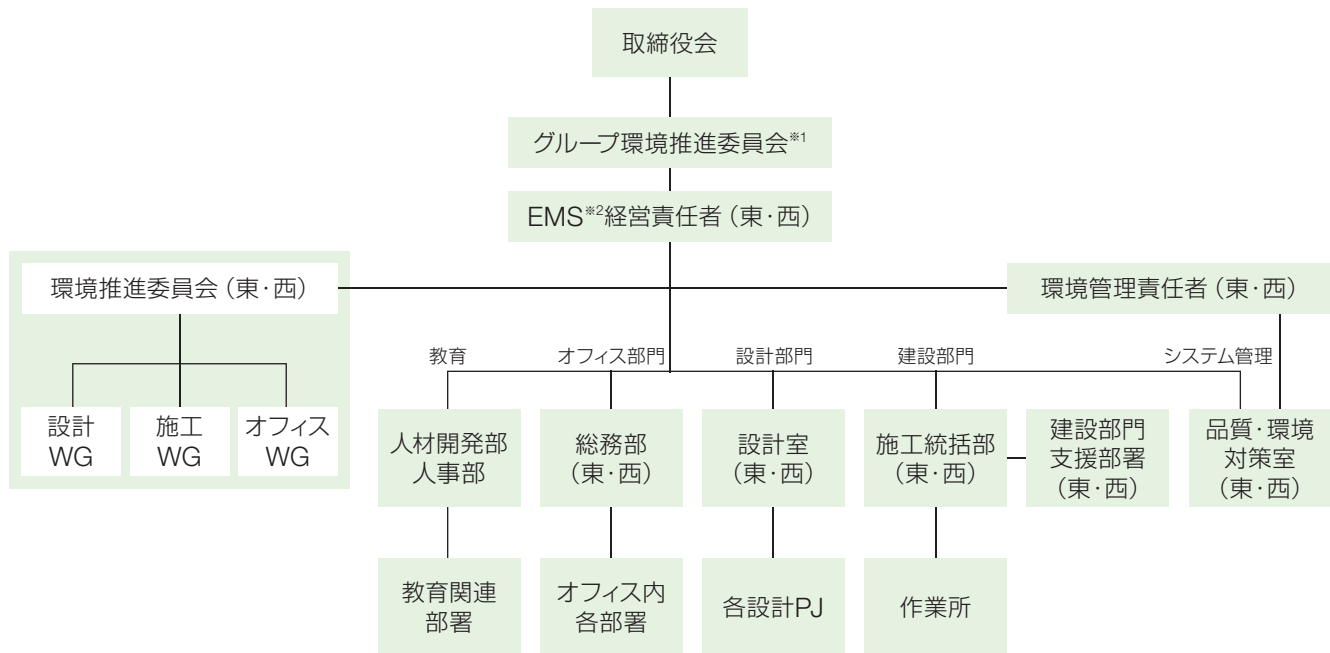 取締役会
グループ環境推進委員会※1
EMS※2経営責任者（東・西）
環境推進委員会（東・西）
環境管理責任者（東・西）
教育
オフィス部門
設計部門
建設部門
システム管理
設計
WG
施工
WG
オフィス
WG
人材開発部
人事部
総務部
（東・西）
設計室
（東・西）
施工統括部
（東・西）
建設部門
支援部署
（東・西）
品質・環境
対策室
（東・西）
教育関連
部署
オフィス内
各部署
各設計PJ
作業所